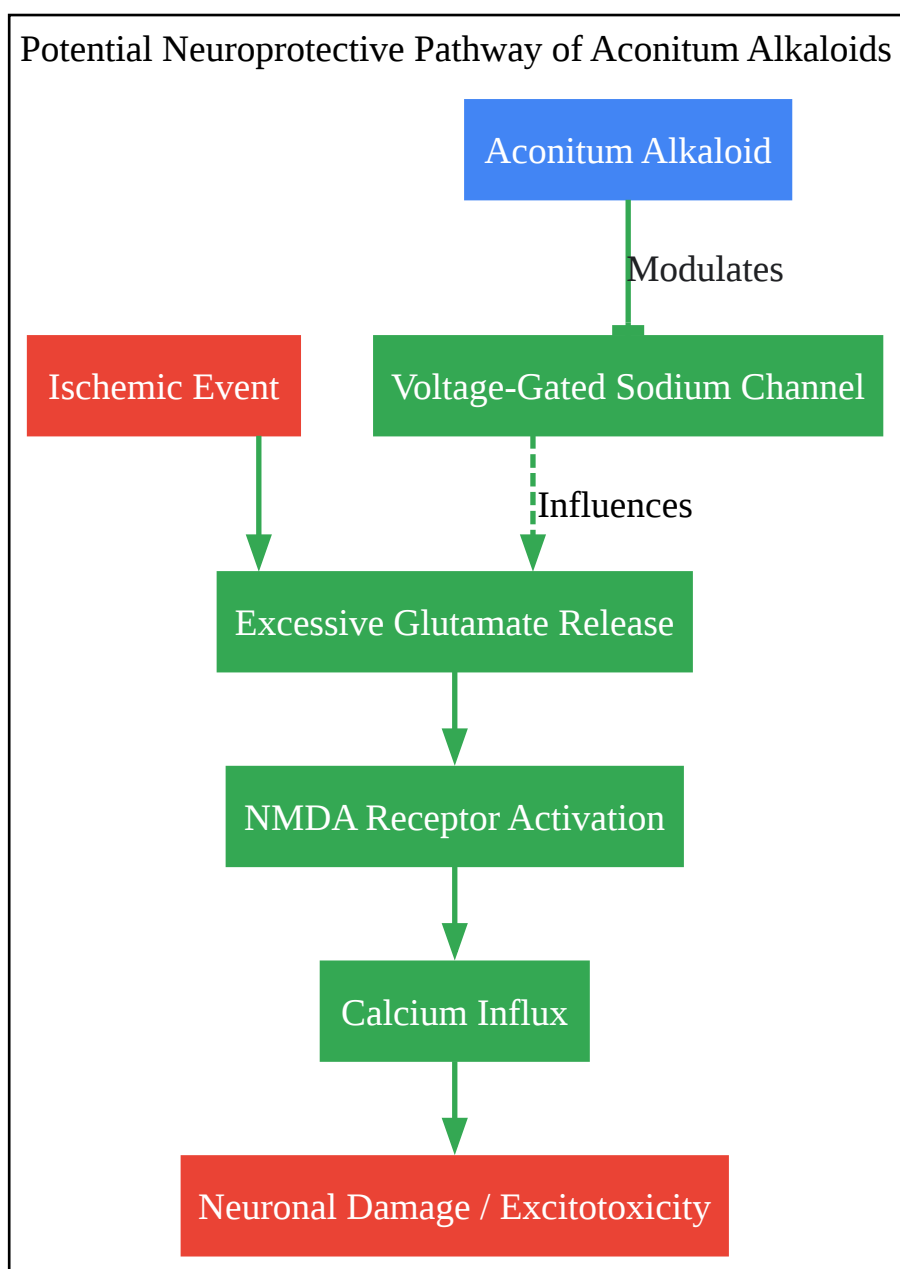 Potential Neuroprotective Pathway of Aconitum Alkaloids
Aconitum Alkaloid
Modulates
Ischemic Event
Voltage-Gated Sodium Channel
Influences
Excessive Glutamate Release
NMDA Receptor Activation
Calcium Influx
Neuronal Damage / Excitotoxicity